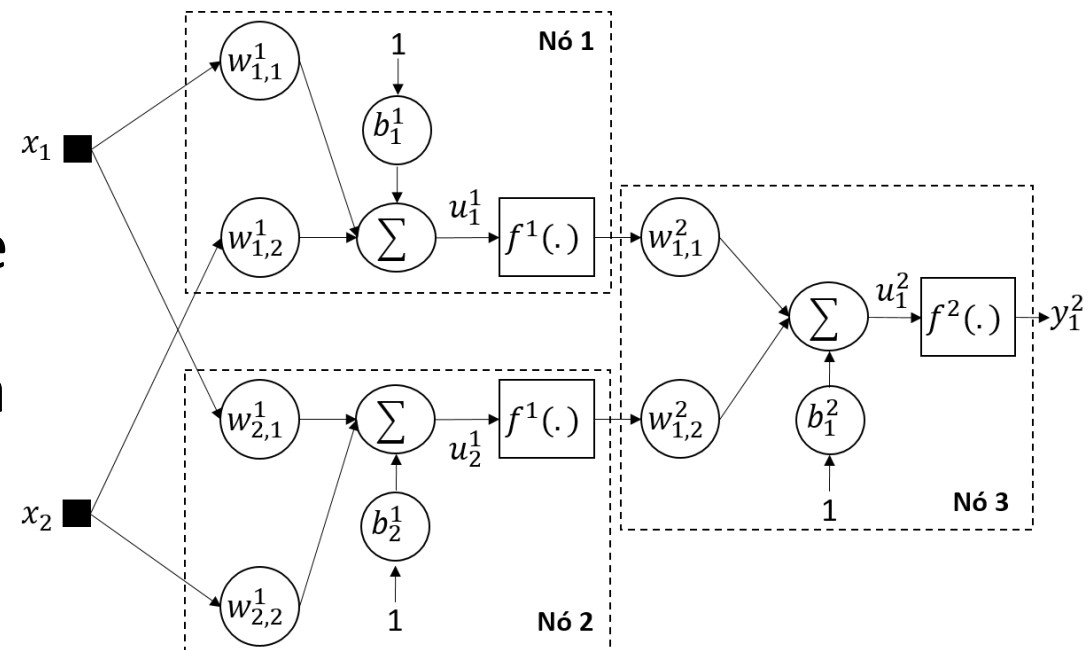 Nó 1
1
w¹₁,₁
b¹₁
x₁
e
w¹₁,₂
∑
u¹₁
f¹(.)
w²₁,₁
∑
u²₁
f²(.)
y²₁
w¹₂,₁
∑
u¹₂
f¹(.)
w²₁,₂
b²₁
1
Nó 3
x₂
b¹₂
w¹₂,₂
1
Nó 2